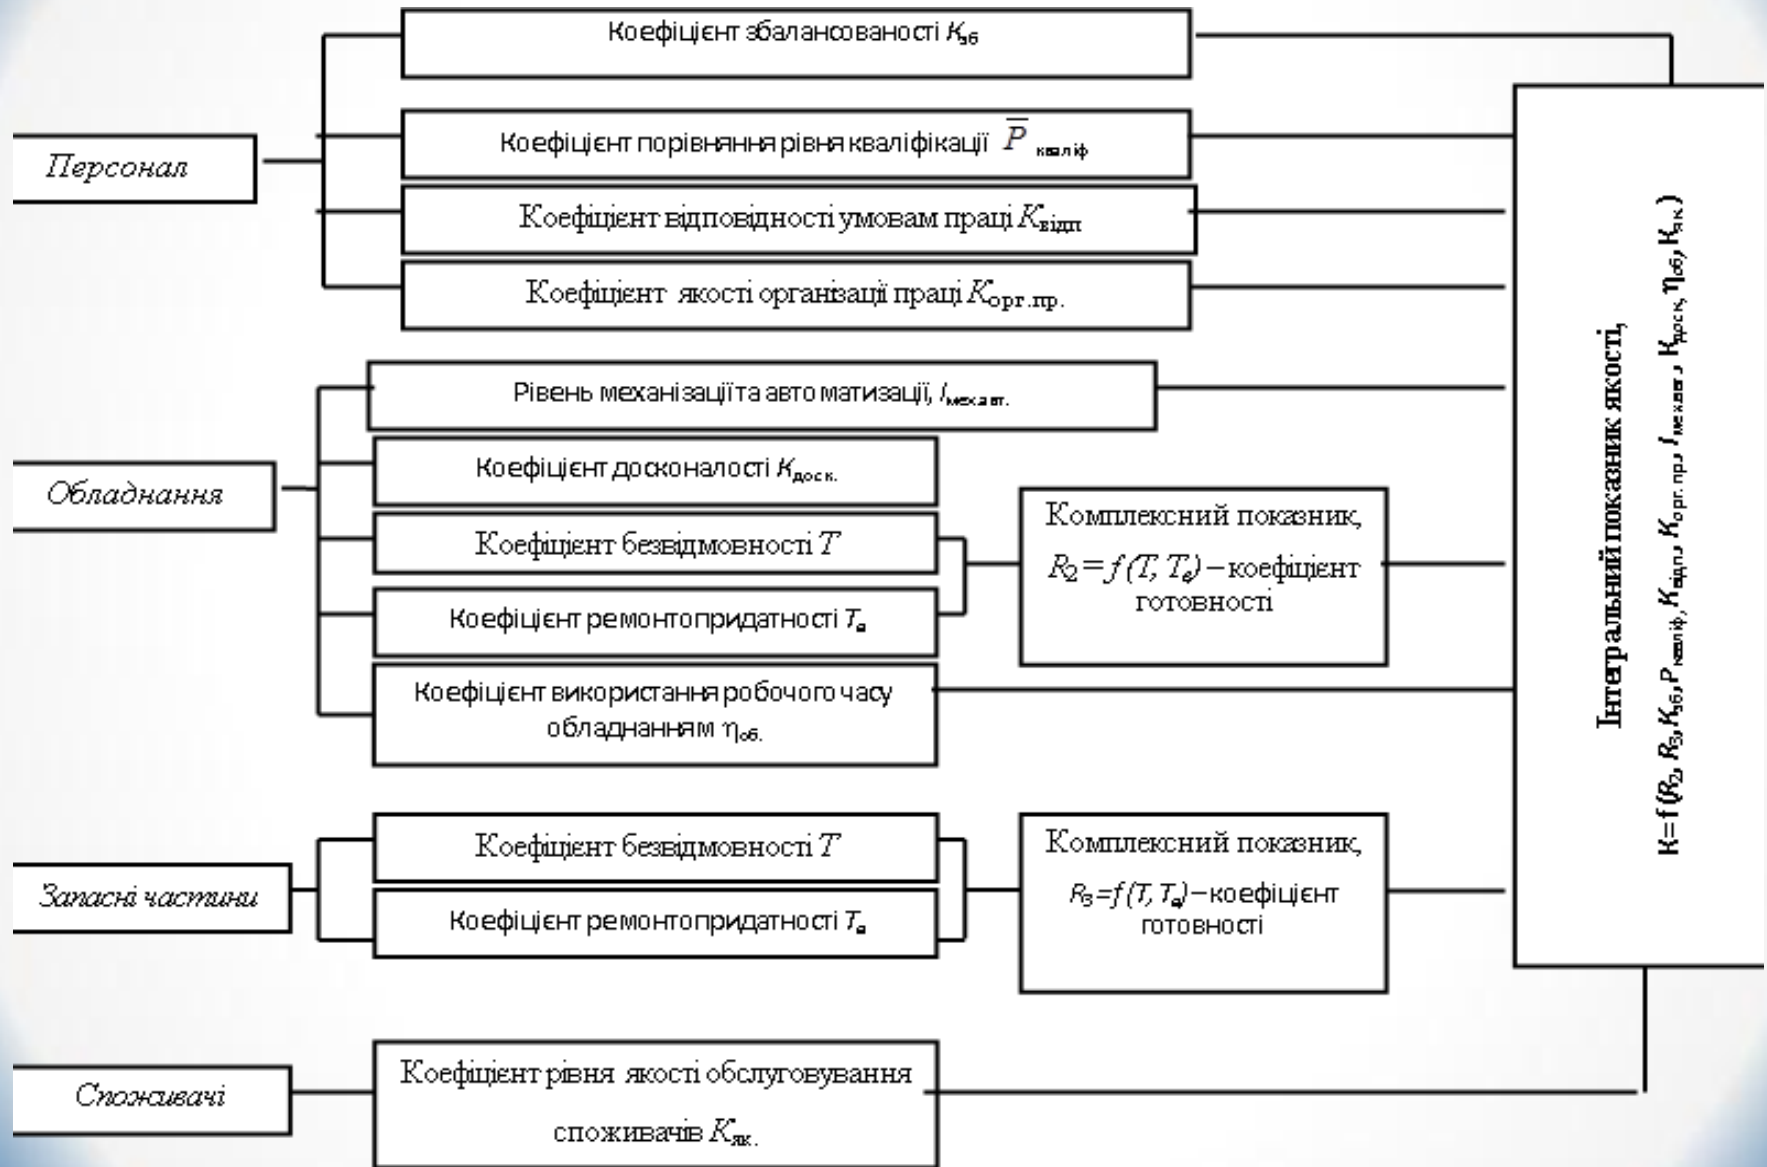 Коефіцієнт збалансованості Kзб
Персонал
Коефіцієнт порівняння рівня кваліфікації P̅ кваліф
Коефіцієнт відповідності умовам праці Kвідп
Коефіцієнт якості організації праці Kорг.пр.
Обладнання
Рівень механізації та автоматизації, Iмех.авт.
Коефіцієнт досконалості Kдоск.
Коефіцієнт безвідмовності T
Коефіцієнт ремонтопридатності Tв
Коефіцієнт використання робочого часу
обладнанням ηоб.
Комплексний показник,
R2 = f (T, Tв) – коефіцієнт
готовності
Запасні частини
Коефіцієнт безвідмовності T
Коефіцієнт ремонтопридатності Tв
Комплексний показник,
R3=f (T, Tв) – коефіцієнт
готовності
Споживачі
Коефіцієнт рівня якості обслуговування
споживачів Kяк.
Інтегральний показник якості,
K=f (R2, R3, Kзб, P кваліф, Kвідп., Kорг.пр., Iмех.авт., Kдоск, ηоб, Kяк.)